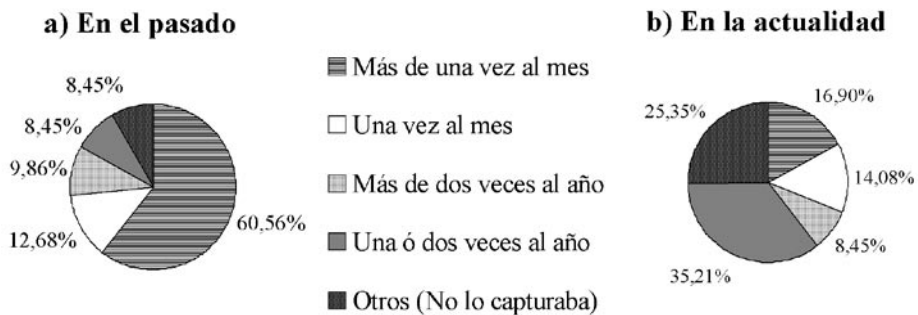 a) En el pasado
8,45%
8,45%
9,86%
12,68%
60,56%
Más de una vez al mes
Una vez al mes
Más de dos veces al año
Una ó dos veces al año
Otros (No lo capturaba)
b) En la actualidad
25,35%
16,90%
14,08%
8,45%
35,21%